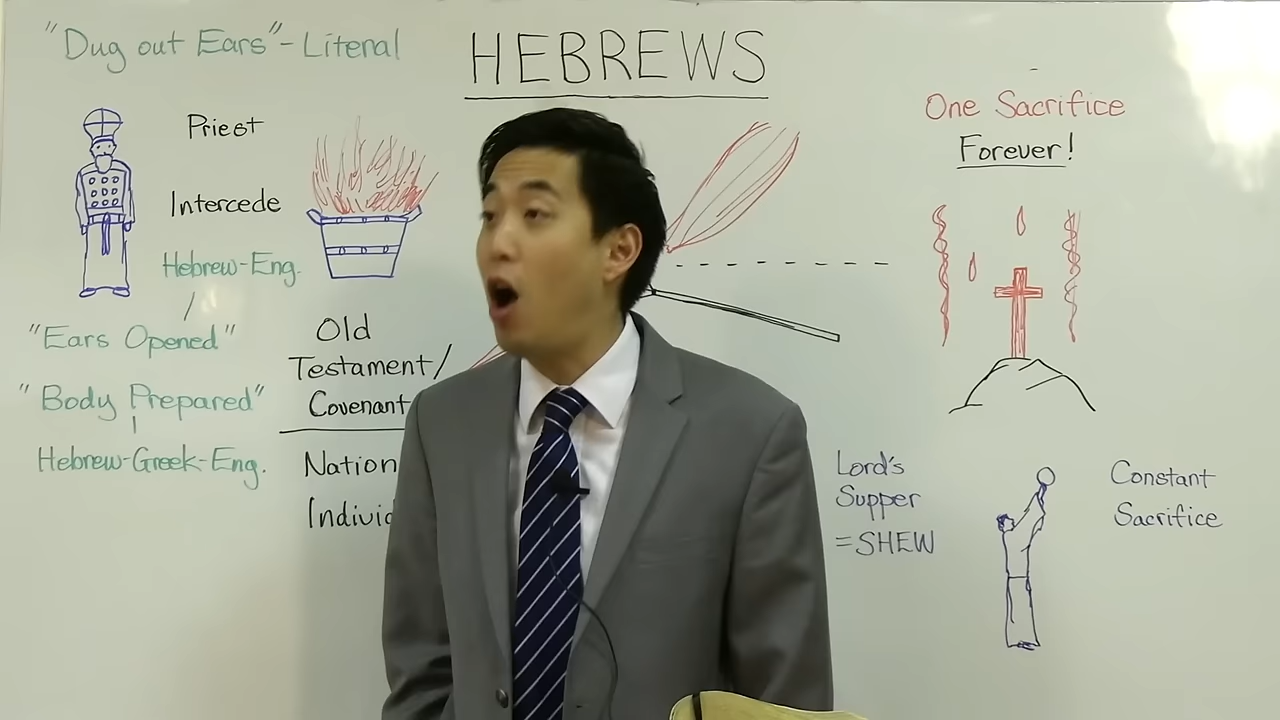 "Dug out Ears" - Literal
HEBREWS
Priest
Intercede
Hebrew-Eng.
"Ears Opened"
"Body Prepared"
Hebrew-Greek-Eng.
Old
Testament/
Covenant
Nation
One Sacrifice
Forever!
Lord's
Supper
=SHEW
Constant
Sacrifice